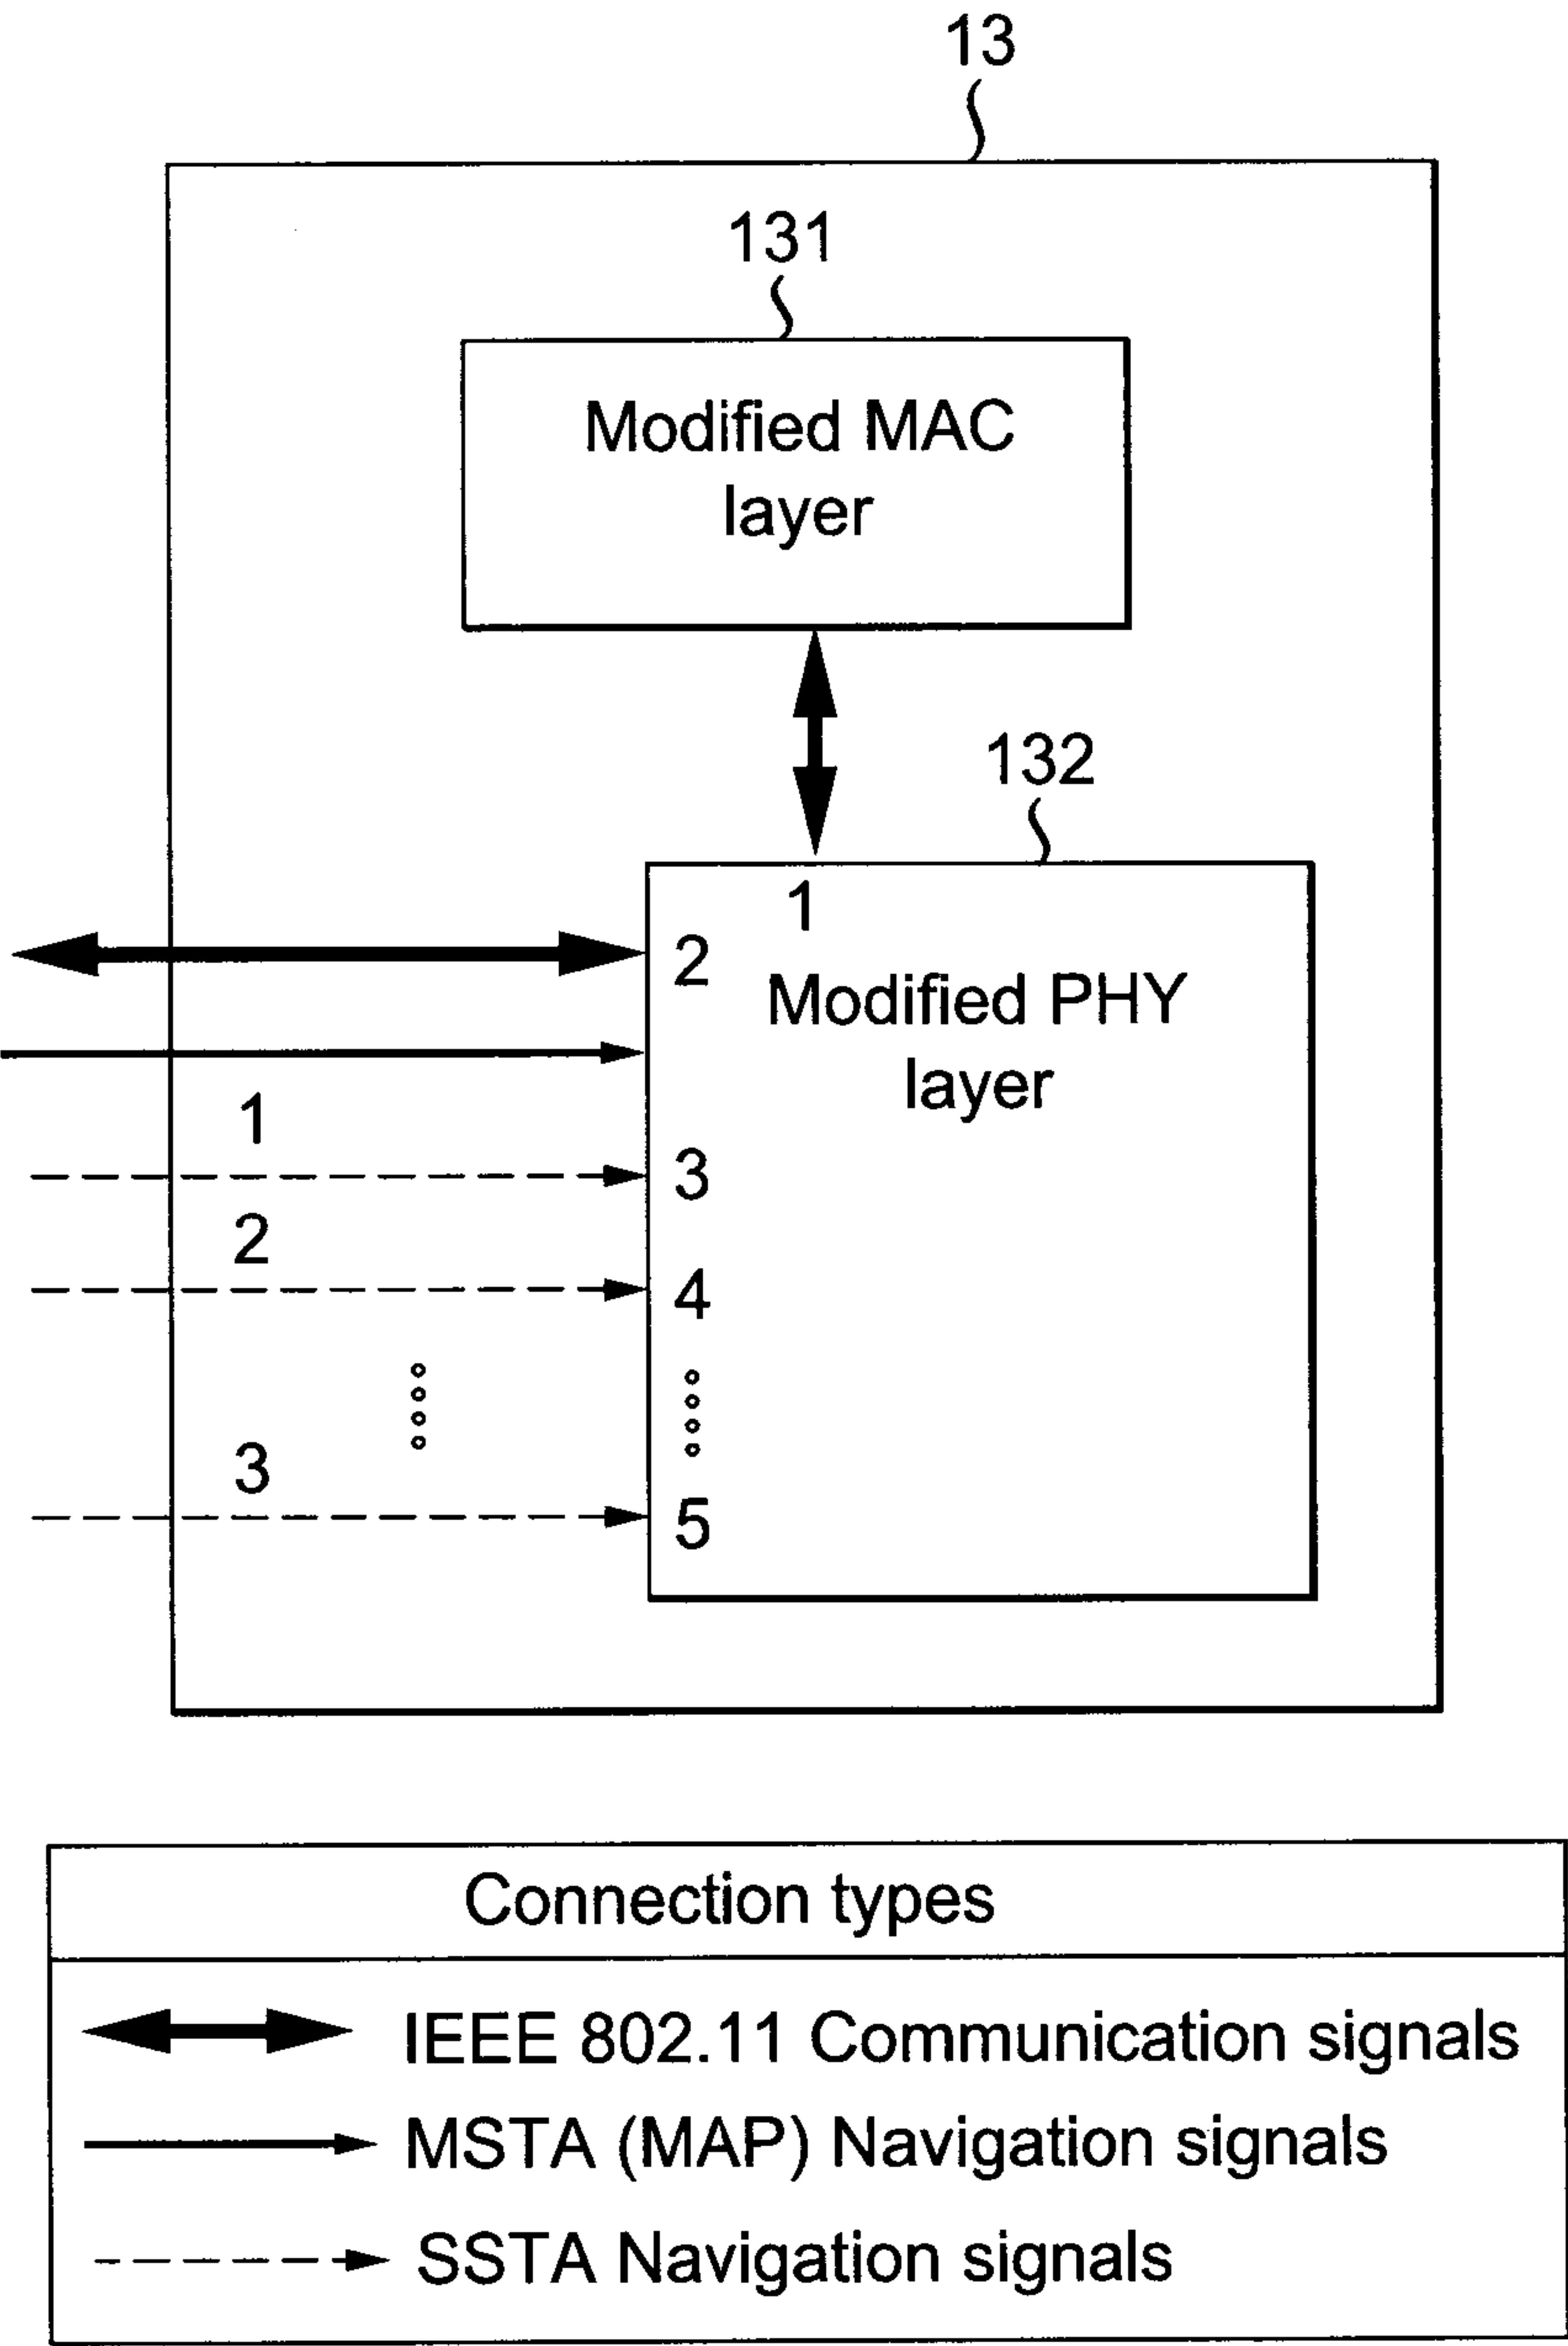 13
131
Modified MAC
layer
132
1
2
Modified PHY
layer
1
3
2
4
3
5
Connection types
IEEE 802.11 Communication signals
MSTA (MAP) Navigation signals
SSTA Navigation signals